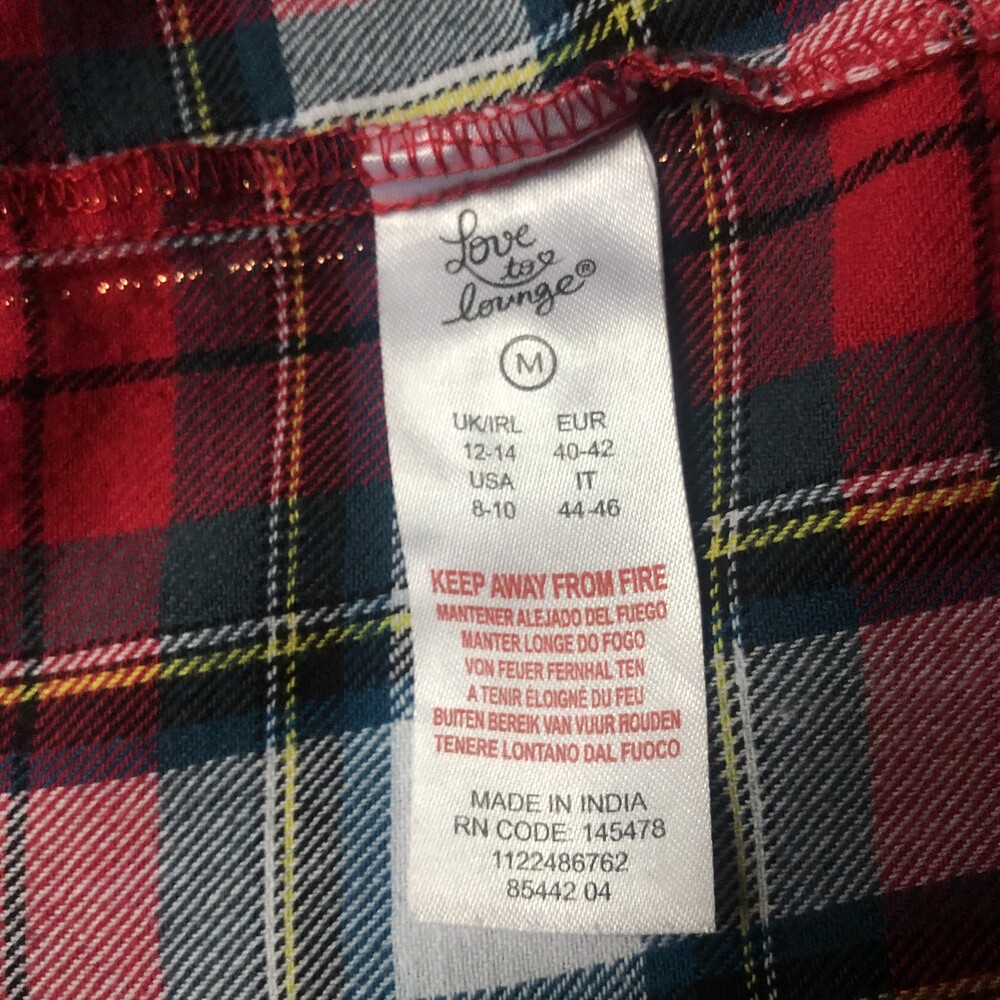 Love
to
lounge®
M
UK/IRL EUR
12-14 40-42
USA IT
8-10 44-46
KEEP AWAY FROM FIRE
MANTENER ALEJADO DEL FUEGO
MANTER LONGE DO FOGO
VON FEUER FERNHAL TEN
A TENIR ÉLOIGNÉ DU FEU
BUITEN BEREIK VAN VUUR HOUDEN
TENERE LONTANO DAL FUOCO
MADE IN INDIA
RN CODE: 145478
1122486762
85442 04